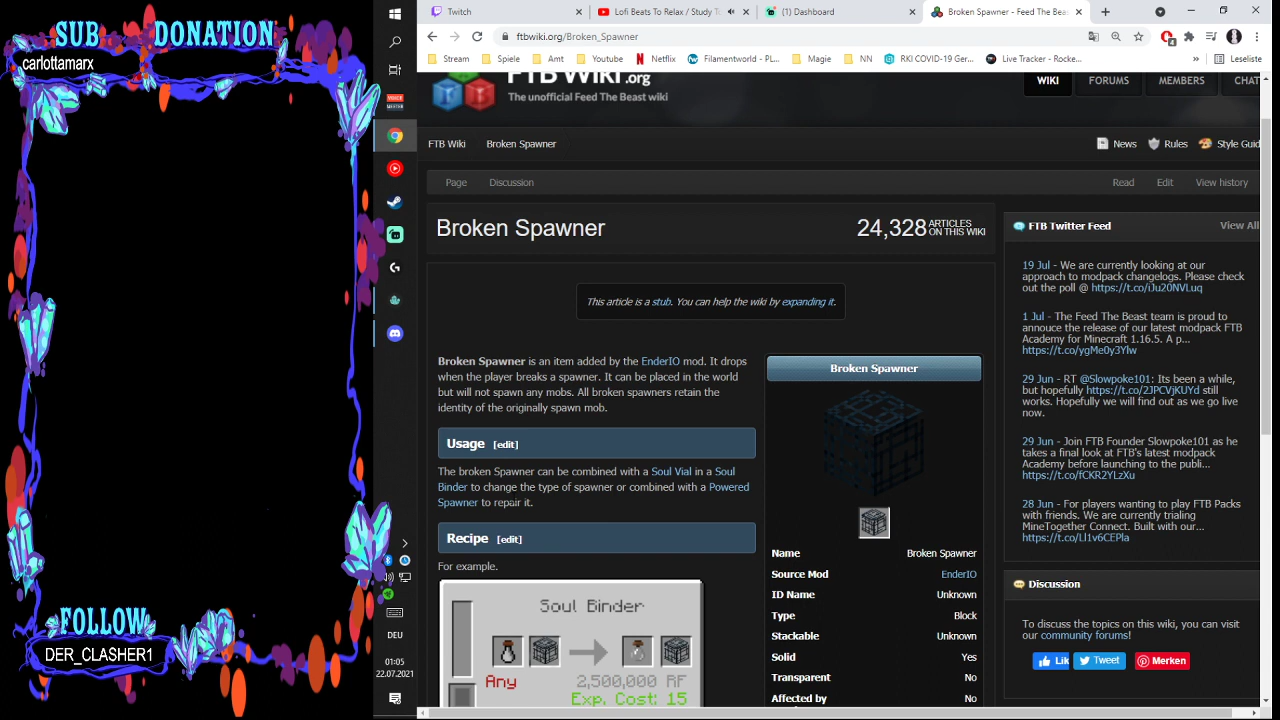 SUB DONATION
carlottamarx
FOLLOW
DER_CLASHER1
VOICE
DEU
01:05
22.07.2021
Twitch
Lofi Beats To Relax / Study T
(1) Dashboard
Broken Spawner - Feed The Bea
ftbwiki.org/Broken_Spawner
Stream
Spiele
Amt
Youtube
Netflix
Filamentworld - PL...
Magie
NN
RKI COVID-19 Ger...
Live Tracker - Rocke...
Leseliste
FTB WIKI.org
The unofficial Feed The Beast wiki
WIKI FORUMS MEMBERS CHAT
FTB Wiki Broken Spawner
News Rules Style Guid
Page Discussion Read Edit View history
Broken Spawner
24,328 ARTICLES ON THIS WIKI
This article is a stub. You can help the wiki by expanding it.
Broken Spawner is an item added by the EnderIO mod. It drops
when the player breaks a spawner. It can be placed in the world
but will not spawn any mobs. All broken spawners retain the
identity of the originally spawn mob.
Usage [edit]
The broken Spawner can be combined with a Soul Vial in a Soul
Binder to change the type of spawner or combined with a Powered
Spawner to repair it.
Recipe [edit]
For example.
Soul Binder
Any
2,500,000 RF
Exp. Cost: 15
Broken Spawner
Name Broken Spawner
Source Mod EnderIO
ID Name Unknown
Type Block
Stackable Unknown
Solid Yes
Transparent No
Affected by No
FTB Twitter Feed View All
19 Jul - We are currently looking at our
approach to modpack changelogs. Please check
out the poll @ https://t.co/iJu20NVLuq
1 Jul - The Feed The Beast team is proud to
annouce the release of our latest modpack FTB
Academy for Minecraft 1.16.5. A p...
https://t.co/ygMe0y3Ylw
29 Jun - RT @Slowpoke101: Its been a while,
but hopefully https://t.co/2JPCVjKUYd still
works. Hopefully we will find out as we go live
now.
29 Jun - Join FTB Founder Slowpoke101 as he
takes a final look at FTB's latest modpack
Academy before launching to the publi...
https://t.co/fCKR2YLzXu
28 Jun - For players wanting to play FTB Packs
with friends. We are currently trialing
MineTogether Connect. Built with our...
https://t.co/Ll1v6CEPla
Discussion
To discuss the topics on this wiki, you can visit
our community forums!
Lik Tweet Merken